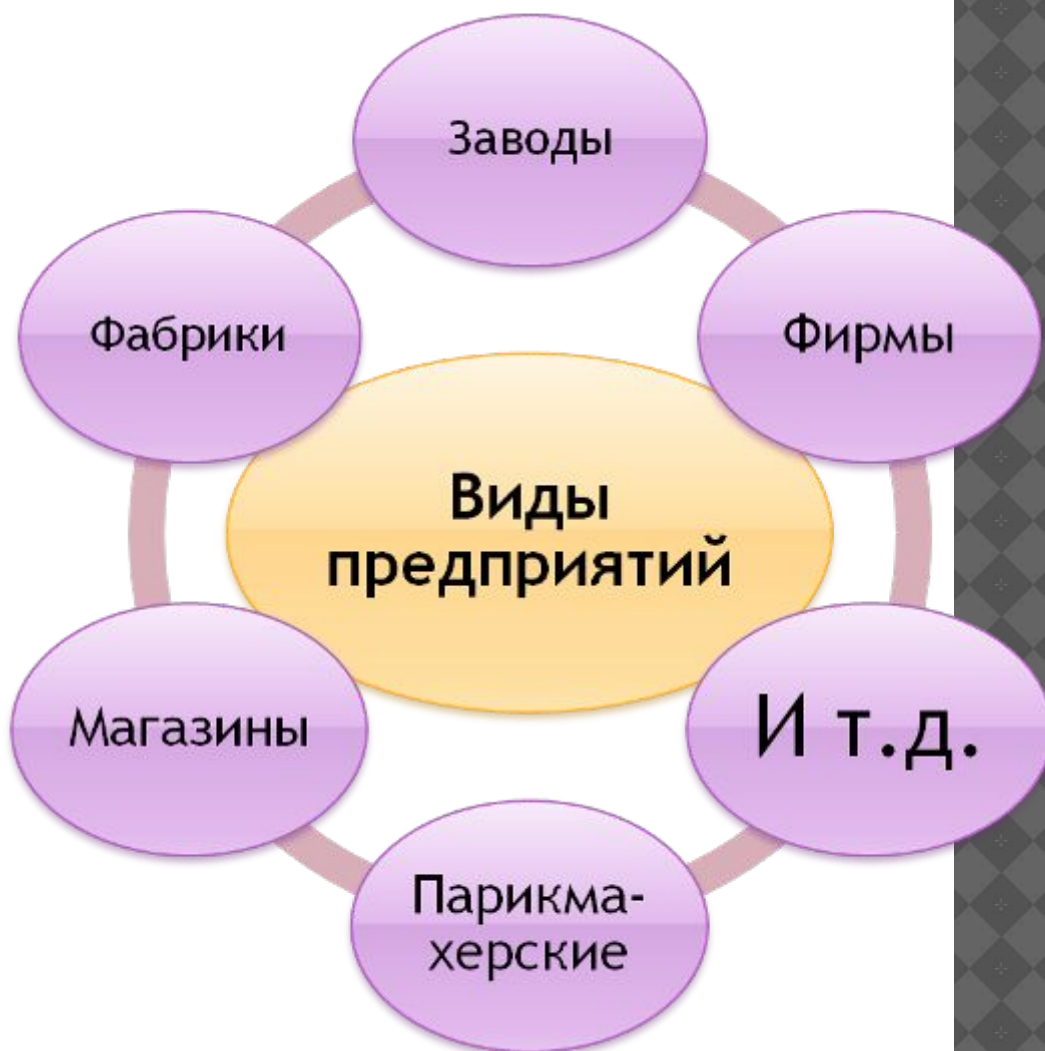 Заводы
Фабрики
Фирмы
Виды
предприятий
Магазины
И т.д.
Парикма-
херские